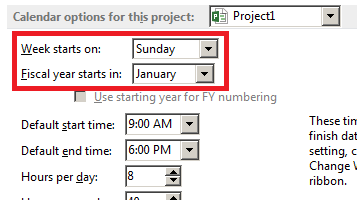 Calendar options for this project: Project1
Week starts on: Sunday
Fiscal year starts in: January
Use starting year for FY numbering
Default start time: 9:00 AM
These tim
Default end time: 6:00 PM
finish dat
setting, c
Hours per day: 8
Change W
ribbon.